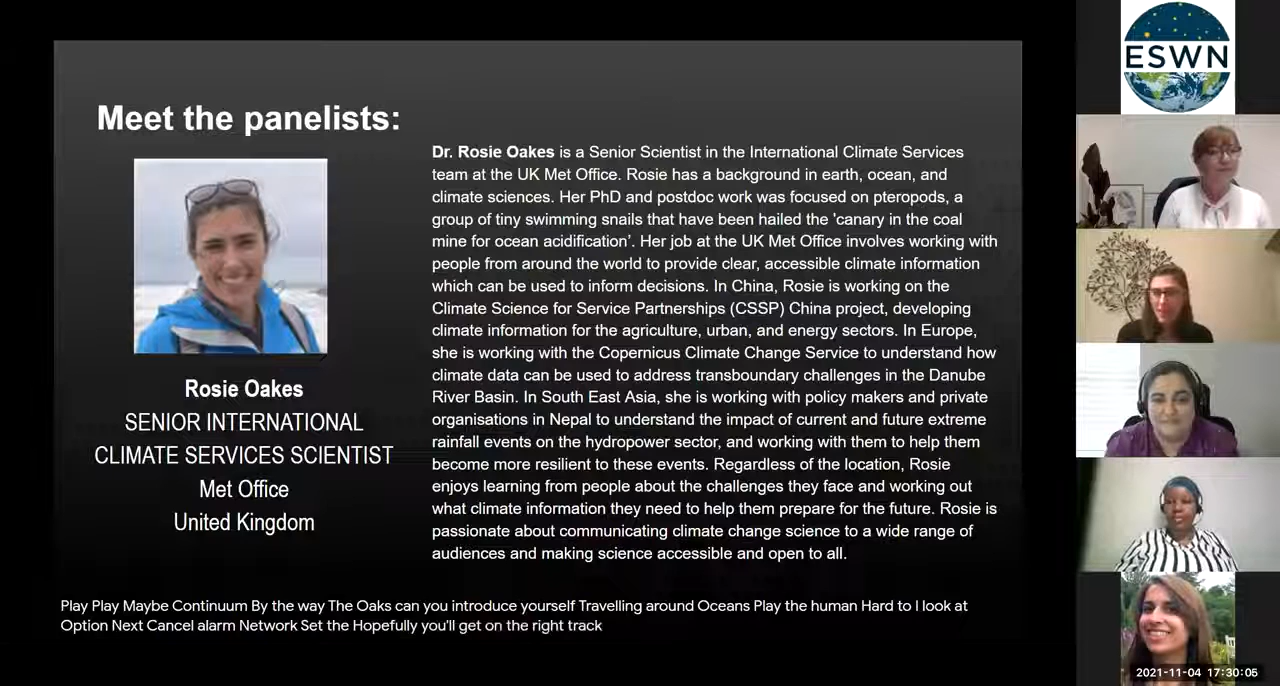 Meet the panelists:
Rosie Oakes
SENIOR INTERNATIONAL
CLIMATE SERVICES SCIENTIST
Met Office
United Kingdom
Dr. Rosie Oakes is a Senior Scientist in the International Climate Services
team at the UK Met Office. Rosie has a background in earth, ocean, and
climate sciences. Her PhD and postdoc work was focused on pteropods, a
group of tiny swimming snails that have been hailed the 'canary in the coal
mine for ocean acidification'. Her job at the UK Met Office involves working with
people from around the world to provide clear, accessible climate information
which can be used to inform decisions. In China, Rosie is working on the
Climate Science for Service Partnerships (CSSP) China project, developing
climate information for the agriculture, urban, and energy sectors. In Europe,
she is working with the Copernicus Climate Change Service to understand how
climate data can be used to address transboundary challenges in the Danube
River Basin. In South East Asia, she is working with policy makers and private
organisations in Nepal to understand the impact of current and future extreme
rainfall events on the hydropower sector, and working with them to help them
become more resilient to these events. Regardless of the location, Rosie
enjoys learning from people about the challenges they face and working out
what climate information they need to help them prepare for the future. Rosie is
passionate about communicating climate change science to a wide range of
audiences and making science accessible and open to all.
Play Play Maybe Continuum By the way The Oaks can you introduce yourself Travelling around Oceans Play the human Hard to I look at
Option Next Cancel alarm Network Set the Hopefully you'll get on the right track
ESWN
2021-11-04 17:30:05